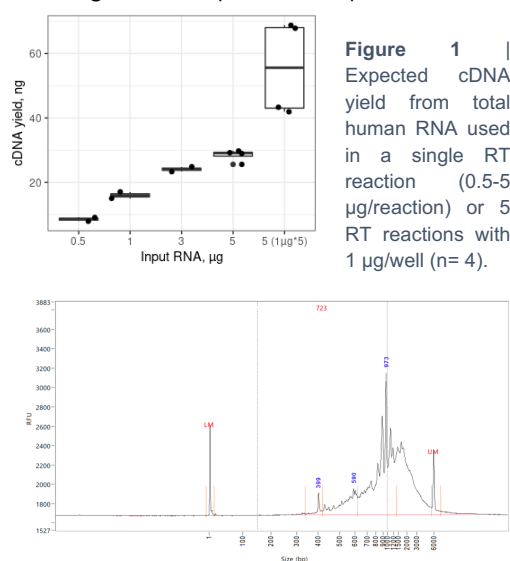 60
40
20
cDNA yield, ng
0.5 1 3 5 5 (1µg*5)
Input RNA, µg
Figure 1 |
Expected cDNA
yield from total
human RNA used
in a single RT
reaction (0.5-5
µg/reaction) or 5
RT reactions with
1 µg/well (n= 4).
3883
3600
3400
3200
3000
2800
2600
2400
2200
2000
1800
1527
RFU
723
973
LM
UM
399
590
1 100 200 300 400 500 600 700 800 900 1000 1200 1500 2000 3000 6000
Size (bp)